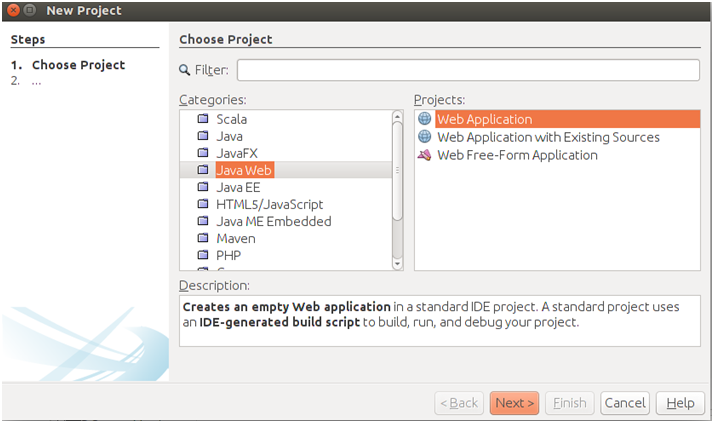 New Project
Steps
1. Choose Project
2. ...
Choose Project
Filter:
Categories:
Scala
Java
JavaFX
Java Web
Java EE
HTML5/JavaScript
Java ME Embedded
Maven
PHP
Projects:
Web Application
Web Application with Existing Sources
Web Free-Form Application
Description:
Creates an empty Web application in a standard IDE project. A standard project uses
an IDE-generated build script to build, run, and debug your project.
< Back
Next >
Finish
Cancel
Help